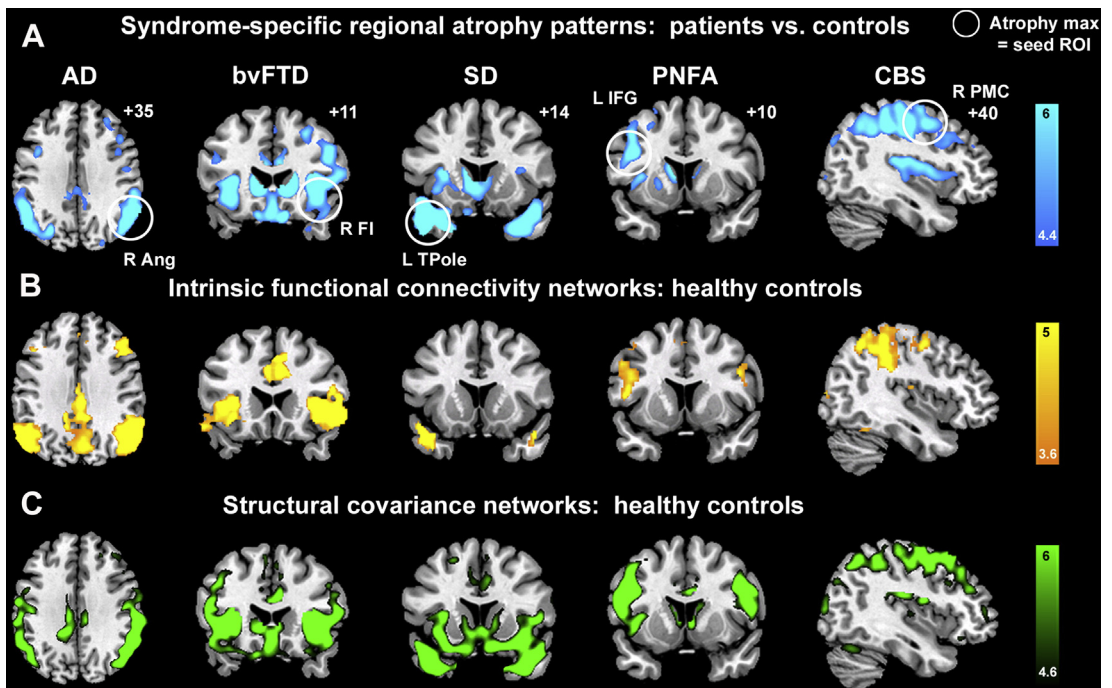 A
Syndrome-specific regional atrophy patterns: patients vs. controls
Atrophy max
= seed ROI
AD
bvFTD
SD
PNFA
CBS
+35
+11
+14
L IFG
+10
R PMC
+40
6
4.4
R Ang
R FI
L TPole
B
Intrinsic functional connectivity networks: healthy controls
5
3.6
C
Structural covariance networks: healthy controls
6
4.6